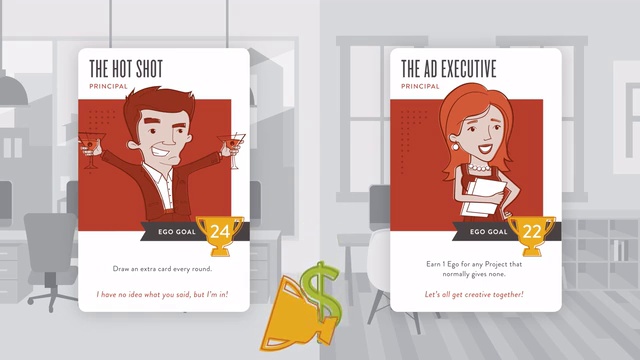 THE HOT SHOT
PRINCIPAL
EGO GOAL 24
Draw an extra card every round.
I have no idea what you said, but I'm in!
THE AD EXECUTIVE
PRINCIPAL
EGO GOAL 22
Earn 1 Ego for any Project that
normally gives none.
Let's all get creative together!
$